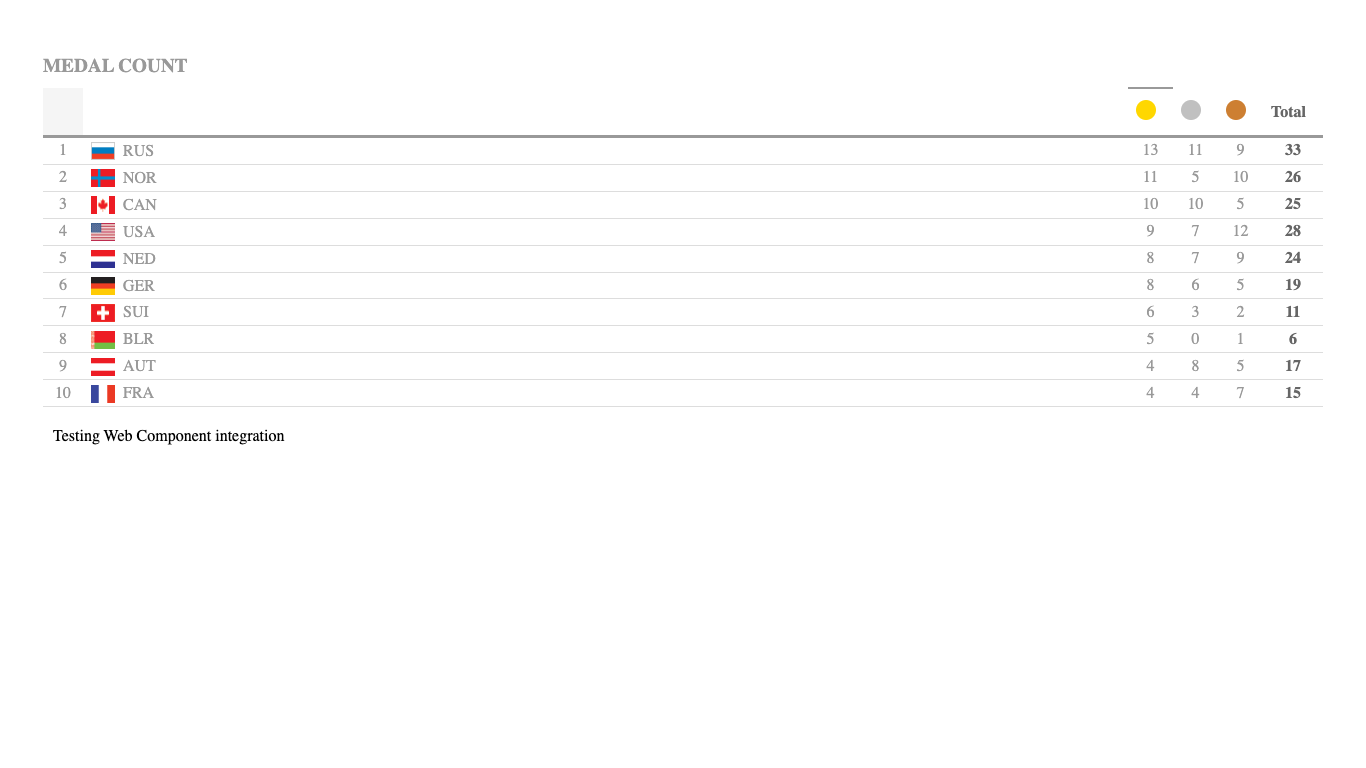 MEDAL COUNT
Total
1 RUS 13 11 9 33
2 NOR 11 5 10 26
3 CAN 10 10 5 25
4 USA 9 7 12 28
5 NED 8 7 9 24
6 GER 8 6 5 19
7 SUI 6 3 2 11
8 BLR 5 0 1 6
9 AUT 4 8 5 17
10 FRA 4 4 7 15
Testing Web Component integration